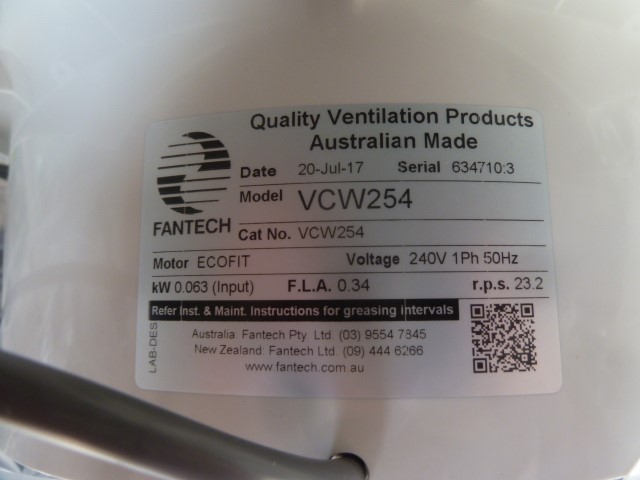 Quality Ventilation Products
Australian Made
FANTECH
Date 20-Jul-17 Serial 634710:3
Model VCW254
Cat No. VCW254
Motor ECOFIT Voltage 240V 1Ph 50Hz
kW 0.063 (Input) F.L.A. 0.34 r.p.s. 23.2
Refer Inst. & Maint. Instructions for greasing intervals
Australia: Fantech Pty. Ltd. (03) 9554 7845
New Zealand: Fantech Ltd. (09) 444 6266
www.fantech.com.au
LAB-DES